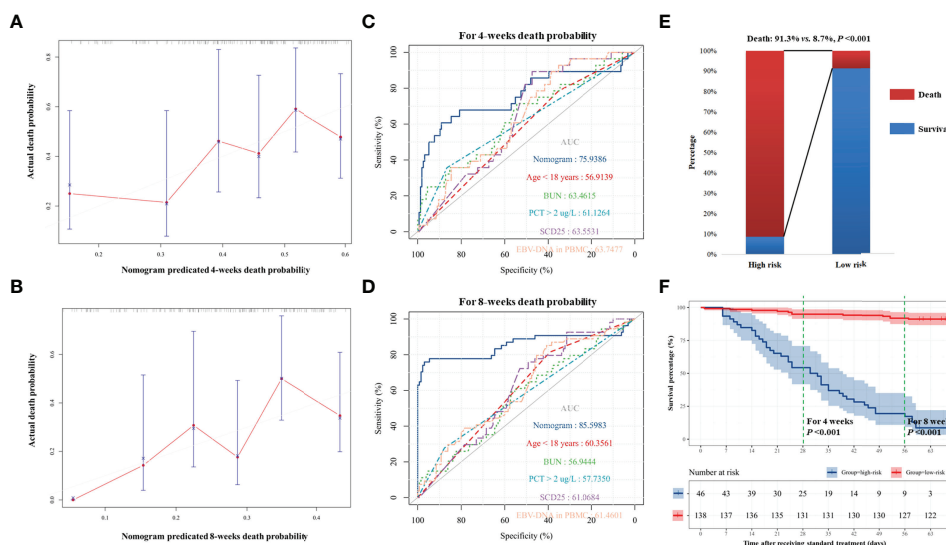 A
Actual death probability
0.8
0.6
0.4
0.2
0.2 0.3 0.4 0.5 0.6
Nomogram predicated 4-weeks death probability
B
Actual death probability
0.6
0.4
0.2
0.0
0.1 0.2 0.3 0.4
Nomogram predicated 8-weeks death probability
C
For 4-weeks death probability
Sensitivity (%)
100
80
60
40
20
0
AUC
Nomogram : 75.9386
Age < 18 years : 56.9139
BUN : 63.4615
PCT > 2 ug/L : 61.1264
SCD25 : 63.5531
EBV-DNA in PBMC : 63.7477
100 80 60 40 20 0
Specificity (%)
D
For 8-weeks death probability
Sensitivity (%)
100
80
60
40
20
0
AUC
Nomogram : 85.5983
Age < 18 years : 60.3561
BUN : 56.9444
PCT > 2 ug/L : 57.7350
SCD25 : 61.0684
EBV-DNA in PBMC : 61.4601
100 80 60 40 20 0
Specificity (%)
E
Death: 91.3% vs. 8.7%, P <0.001
Percentage
100%
90%
80%
70%
60%
50%
40%
30%
20%
10%
0%
High risk Low risk
Death
Surviva
F
Survival percentage (%)
100
75
50
25
0
For 4 weeks
P <0.001
For 8 week
P <0.001
0 7 14 21 28 35 42 49 56 63
Number at risk
Group=high-risk Group=low-risk
46 43 39 30 25 19 14 9 9 3
138 137 136 135 131 131 130 130 127 122
0 7 14 21 28 35 42 49 56 63
Time after receiving standard treatment (days)